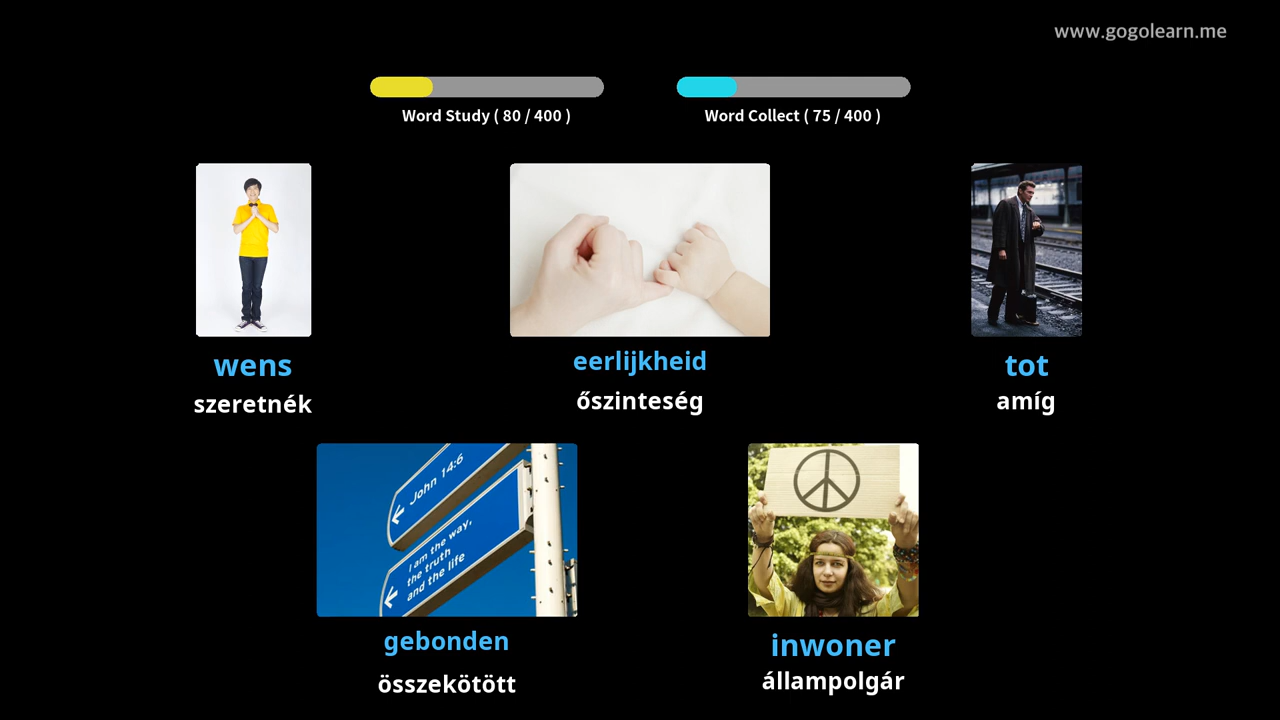 www.gogolearn.me
Word Study ( 80 / 400 )
Word Collect ( 75 / 400 )
wens
szeretnék
eerlijkheid
őszinteség
tot
amíg
John 14:6
I am the way,
the truth
and the life
gebonden
összekötött
inwoner
állampolgár